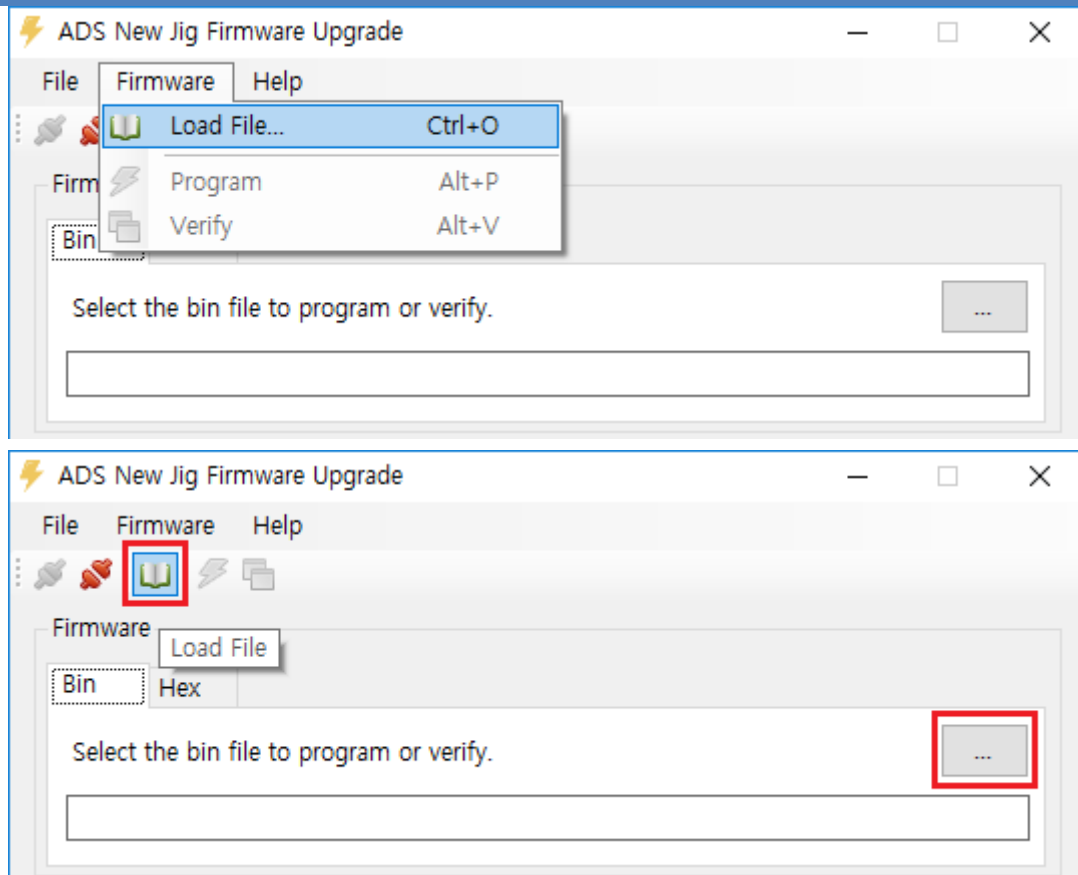 ADS New Jig Firmware Upgrade
File Firmware Help
Load File... Ctrl+O
Firm
Program Alt+P
Bin
Verify Alt+V
Select the bin file to program or verify.
...
ADS New Jig Firmware Upgrade
File Firmware Help
Firmware
Load File
Bin Hex
Select the bin file to program or verify.
...